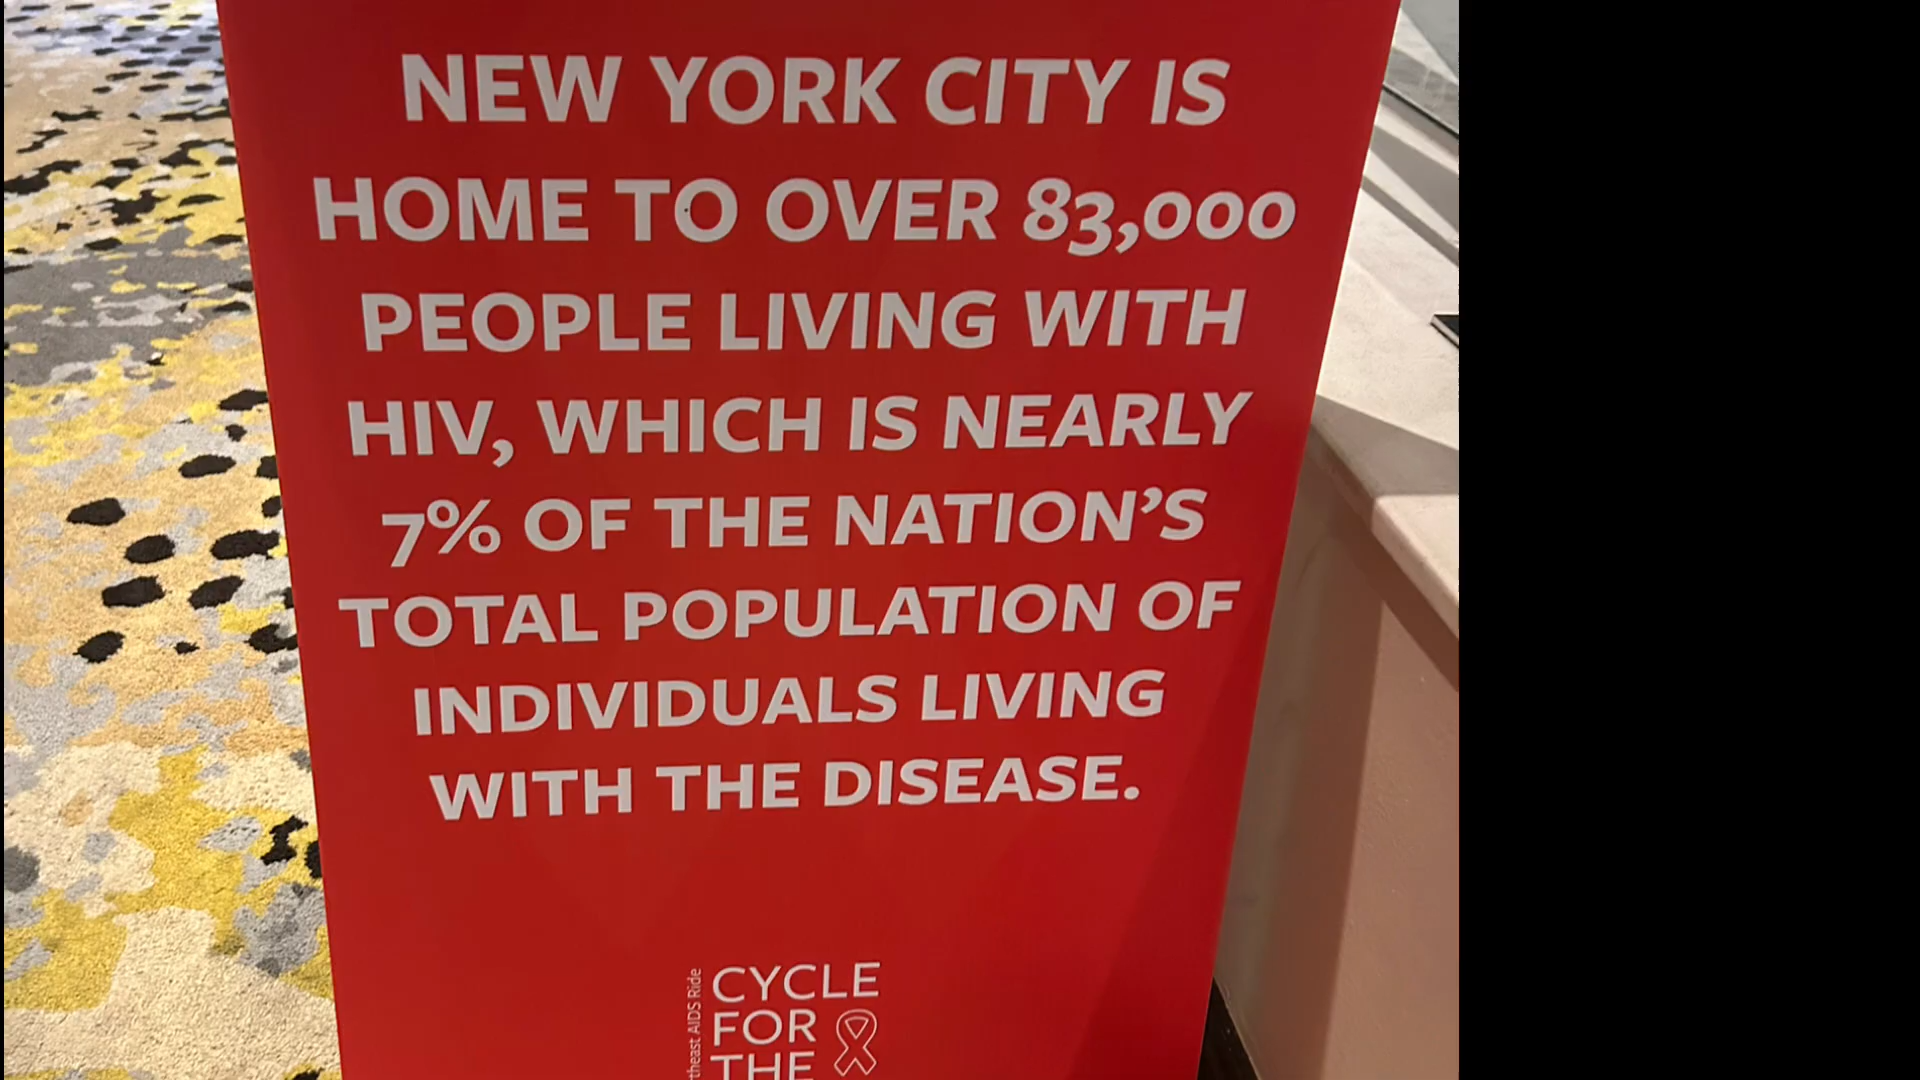 NEW YORK CITY IS
HOME TO OVER 83,000
PEOPLE LIVING WITH
HIV, WHICH IS NEARLY
7% OF THE NATION'S
TOTAL POPULATION OF
INDIVIDUALS LIVING
WITH THE DISEASE.
AIDS Ride
CYCLE
FOR
THE